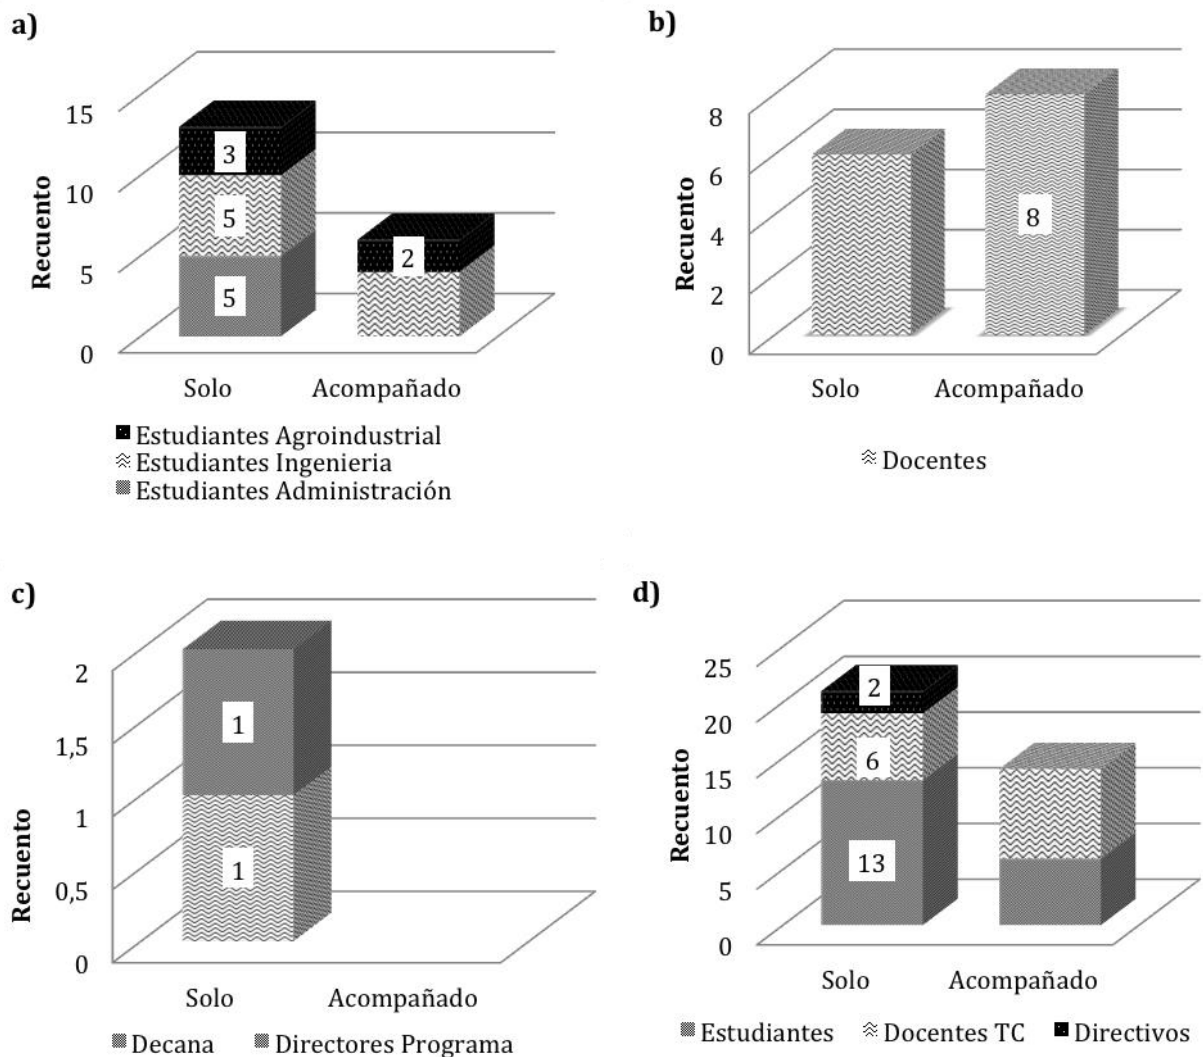 a)
15
10
5
0
Recuento
3
5
5
2
Solo Acompañado
Estudiantes Agroindustrial
Estudiantes Ingenieria
Estudiantes Administración
b)
8
6
4
2
0
Recuento
8
Solo Acompañado
Docentes
c)
2
1,5
1
0,5
0
Recuento
1
1
Solo Acompañado
Decana Directores Programa
d)
25
20
15
10
5
0
Recuento
2
6
13
Solo Acompañado
Estudiantes Docentes TC Directivos